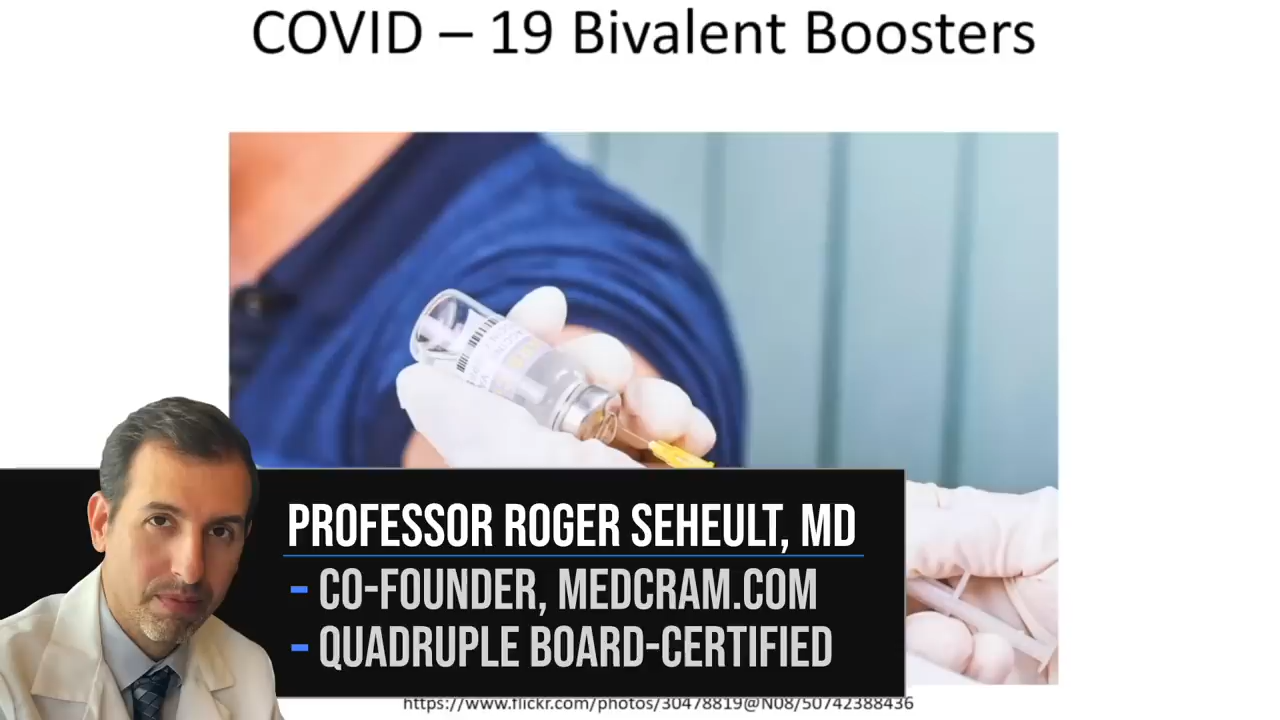 COVID – 19 Bivalent Boosters
PROFESSOR ROGER SEHEULT, MD
- CO-FOUNDER, MEDCRAM.COM
- QUADRUPLE BOARD-CERTIFIED
https://www.flickr.com/photos/30478819@N08/50742388436